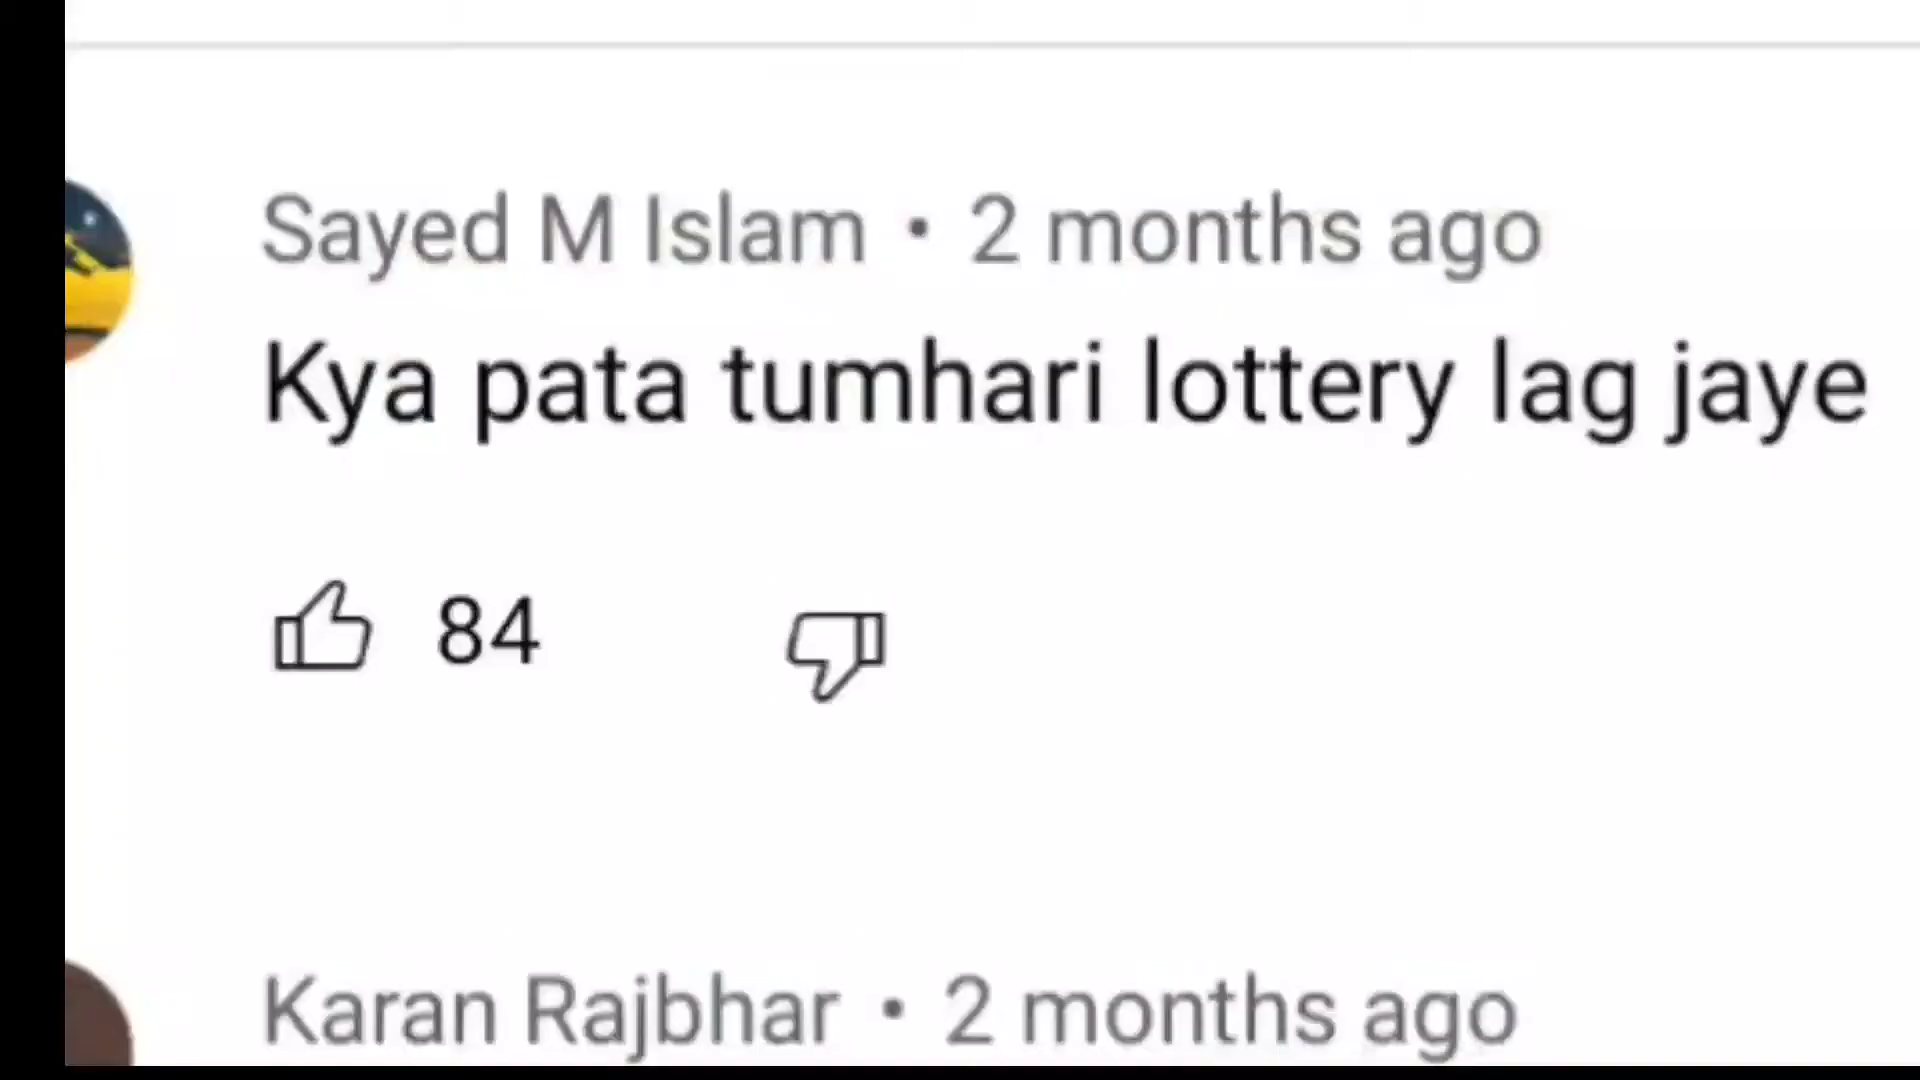 Sayed M Islam • 2 months ago
Kya pata tumhari lottery lag jaye
84
Karan Rajbhar • 2 months ago